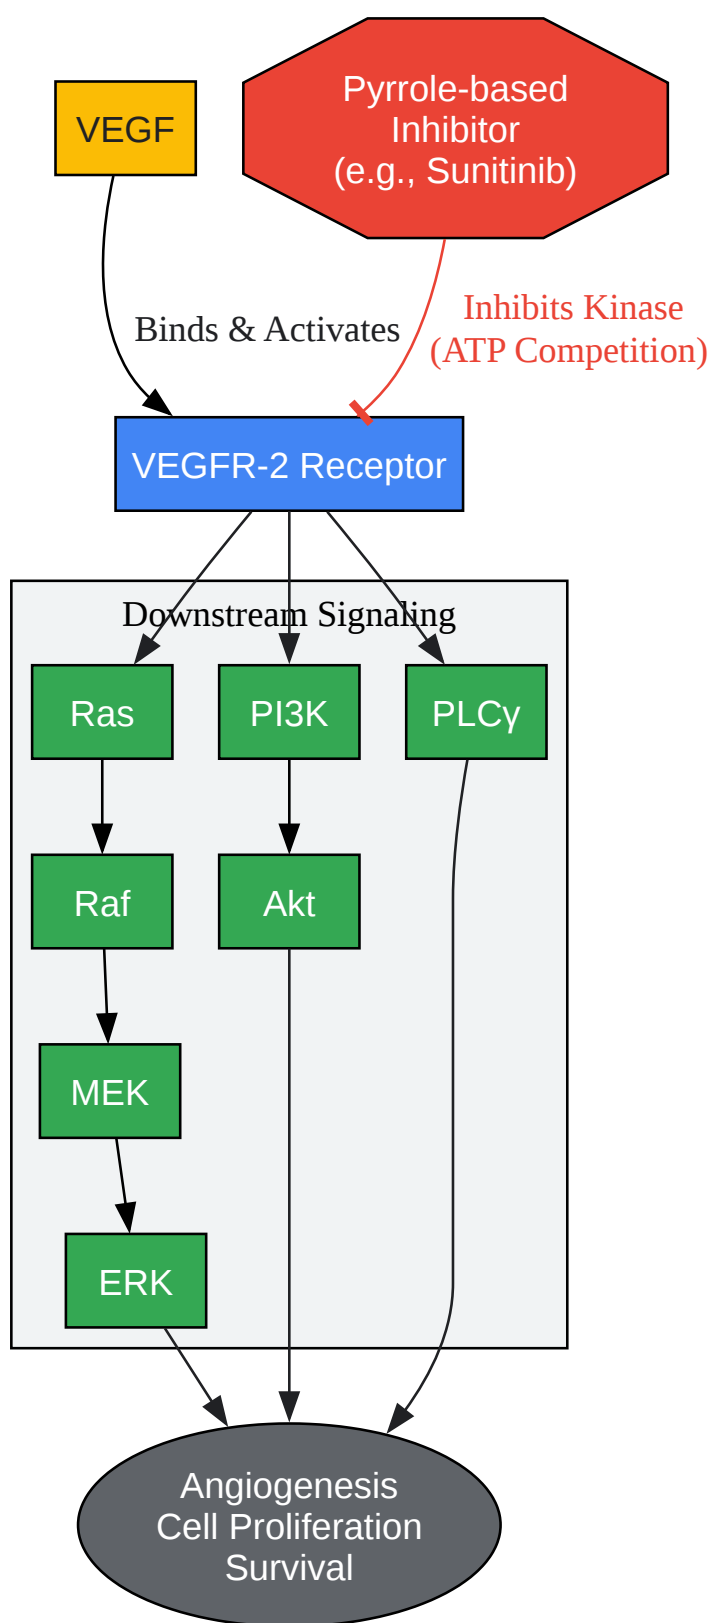 VEGF
Pyrrole-based
Inhibitor
(e.g., Sunitinib)
Binds & Activates
Inhibits Kinase
(ATP Competition)
VEGFR-2 Receptor
Downstream Signaling
Ras
PI3K
PLCγ
Raf
Akt
MEK
ERK
Angiogenesis
Cell Proliferation
Survival